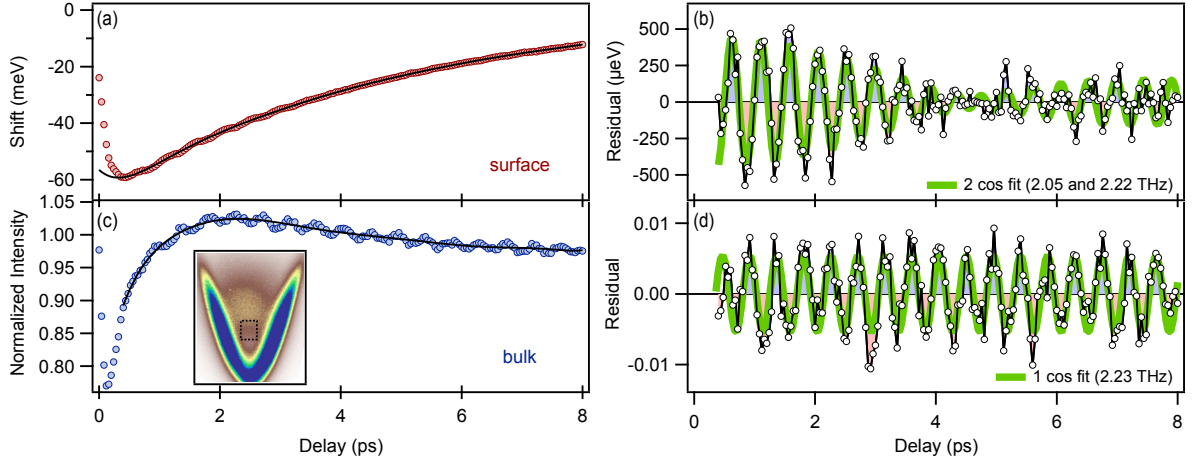 (a)
0
-20
-40
-60
Shift (meV)
surface
(b)
500
250
0
-250
-500
Residual (µeV)
2 cos fit (2.05 and 2.22 THz)
(c)
1.05
1.00
0.95
0.90
0.85
0.80
Normalized Intensity
bulk
0 2 4 6 8
Delay (ps)
(d)
0.01
0.00
-0.01
Residual
1 cos fit (2.23 THz)
0 2 4 6 8
Delay (ps)